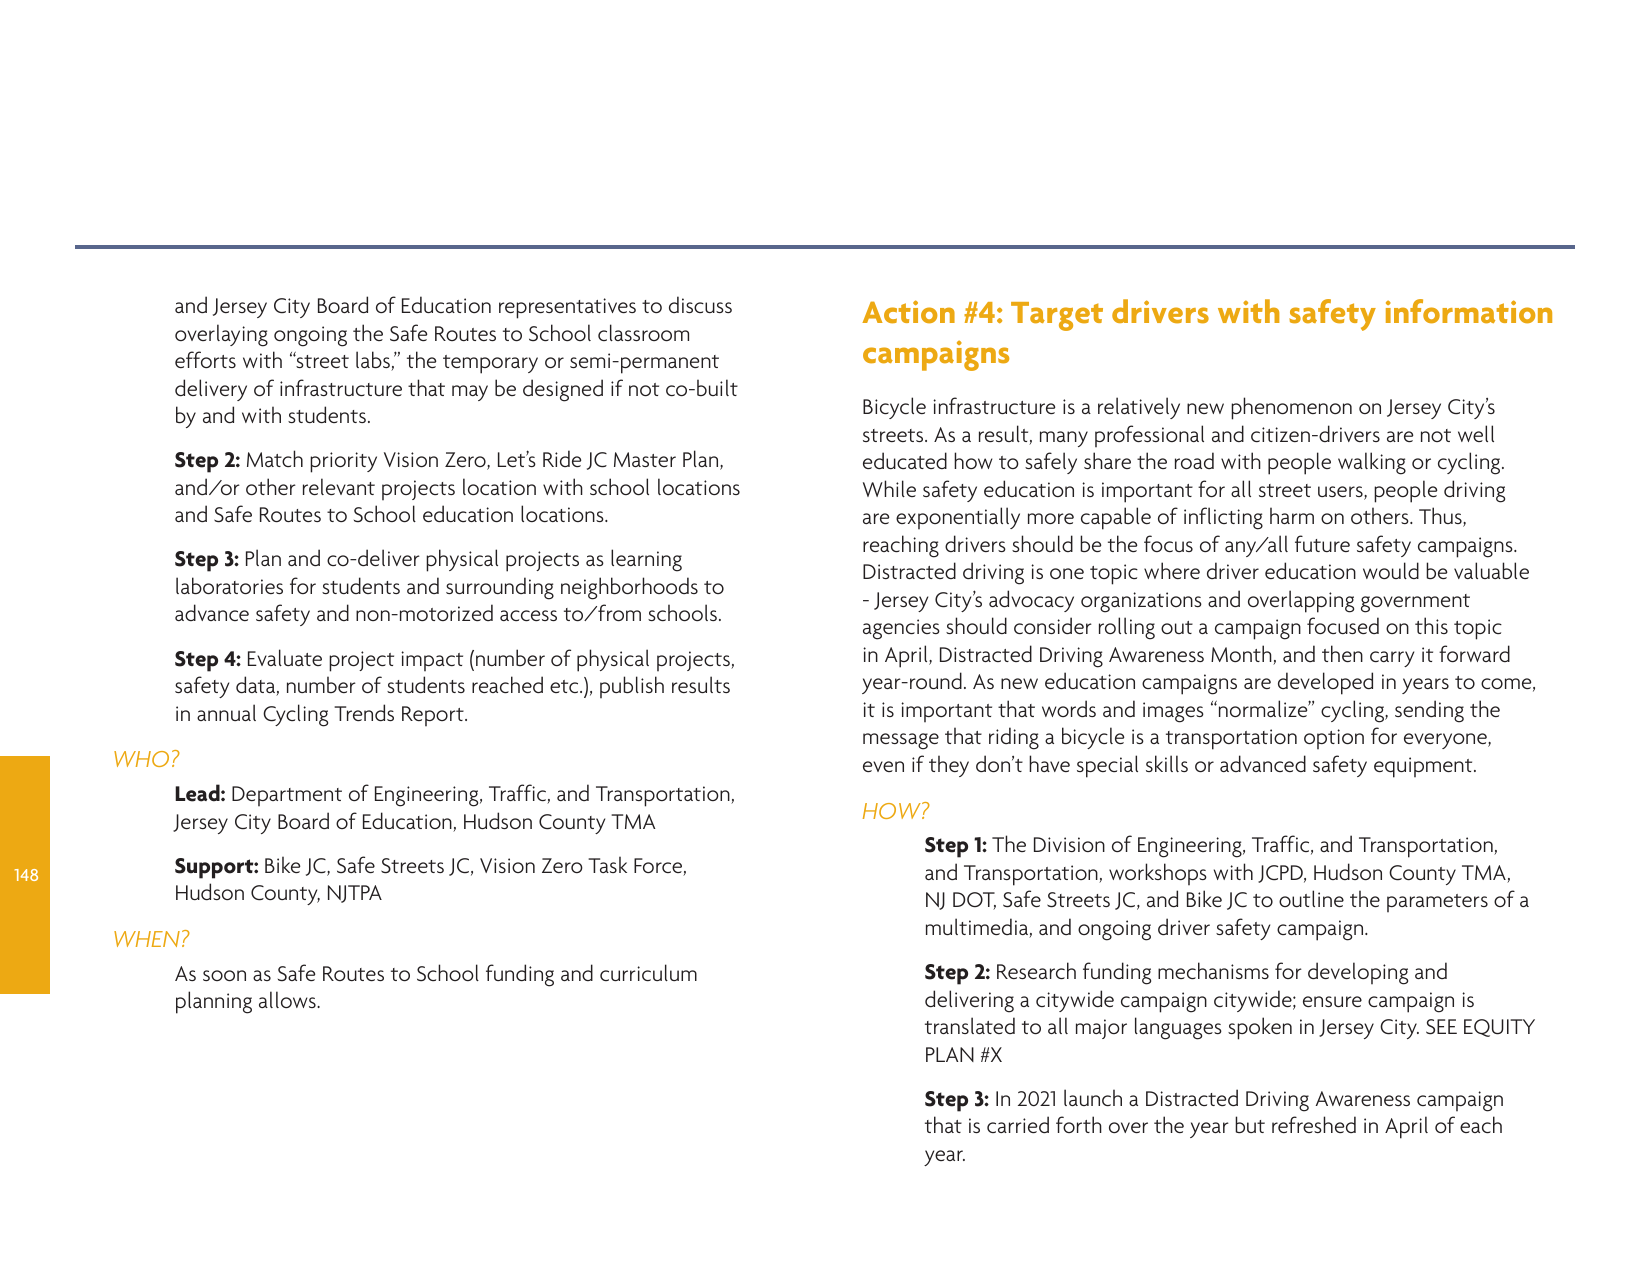 and Jersey City Board of Education representatives to discuss
overlaying ongoing the Safe Routes to School classroom
efforts with “street labs,” the temporary or semi-permanent
delivery of infrastructure that may be designed if not co-built
by and with students.
Step 2: Match priority Vision Zero, Let’s Ride JC Master Plan,
and/or other relevant projects location with school locations
and Safe Routes to School education locations.
Step 3: Plan and co-deliver physical projects as learning
laboratories for students and surrounding neighborhoods to
advance safety and non-motorized access to/from schools.
Step 4: Evaluate project impact (number of physical projects,
safety data, number of students reached etc.), publish results
in annual Cycling Trends Report.
WHO?
Lead: Department of Engineering, Traffic, and Transportation,
Jersey City Board of Education, Hudson County TMA
Support: Bike JC, Safe Streets JC, Vision Zero Task Force,
Hudson County, NJTPA
WHEN?
As soon as Safe Routes to School funding and curriculum
planning allows.
148
Action #4: Target drivers with safety information
campaigns
Bicycle infrastructure is a relatively new phenomenon on Jersey City’s
streets. As a result, many professional and citizen-drivers are not well
educated how to safely share the road with people walking or cycling.
While safety education is important for all street users, people driving
are exponentially more capable of inflicting harm on others. Thus,
reaching drivers should be the focus of any/all future safety campaigns.
Distracted driving is one topic where driver education would be valuable
- Jersey City’s advocacy organizations and overlapping government
agencies should consider rolling out a campaign focused on this topic
in April, Distracted Driving Awareness Month, and then carry it forward
year-round. As new education campaigns are developed in years to come,
it is important that words and images “normalize” cycling, sending the
message that riding a bicycle is a transportation option for everyone,
even if they don’t have special skills or advanced safety equipment.
HOW?
Step 1: The Division of Engineering, Traffic, and Transportation,
and Transportation, workshops with JCPD, Hudson County TMA,
NJ DOT, Safe Streets JC, and Bike JC to outline the parameters of a
multimedia, and ongoing driver safety campaign.
Step 2: Research funding mechanisms for developing and
delivering a citywide campaign citywide; ensure campaign is
translated to all major languages spoken in Jersey City. SEE EQUITY
PLAN #X
Step 3: In 2021 launch a Distracted Driving Awareness campaign
that is carried forth over the year but refreshed in April of each
year.